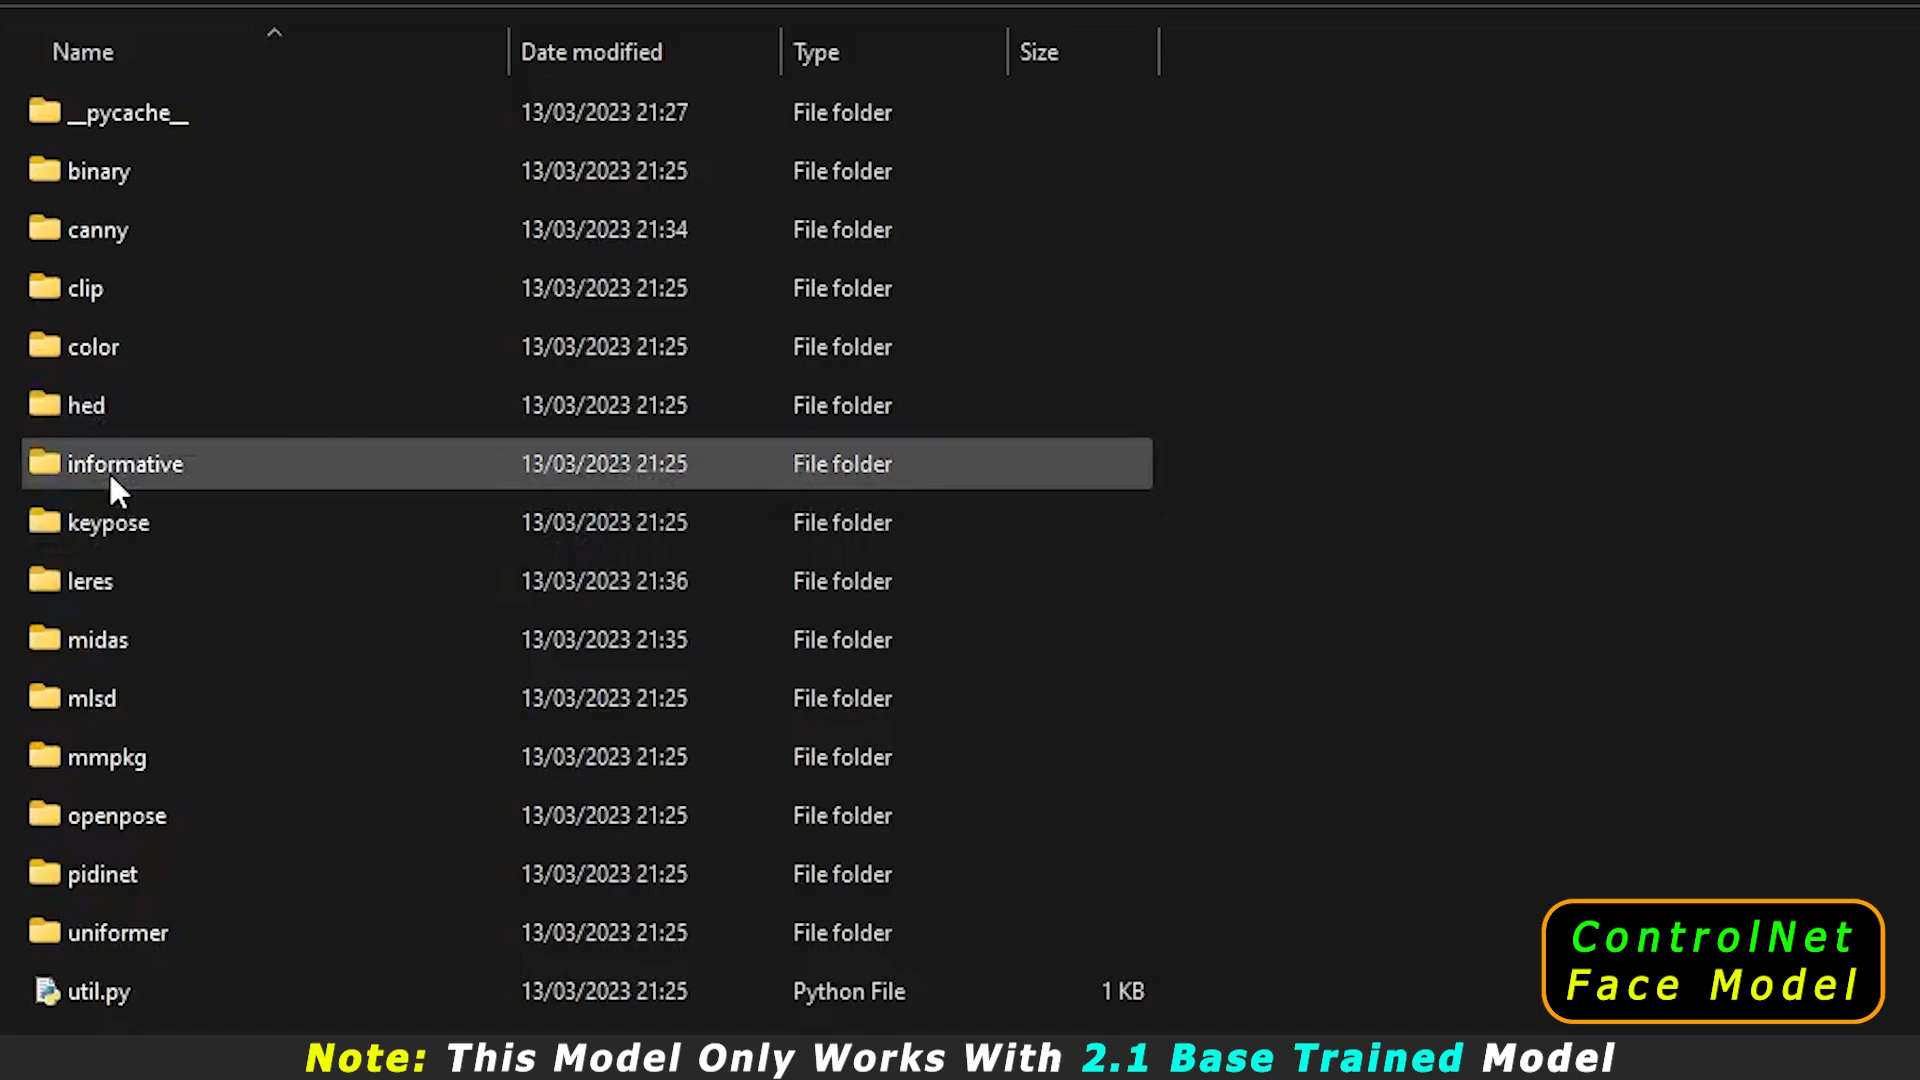 Name Date modified Type Size
__pycache__ 13/03/2023 21:27 File folder
binary 13/03/2023 21:25 File folder
canny 13/03/2023 21:34 File folder
clip 13/03/2023 21:25 File folder
color 13/03/2023 21:25 File folder
hed 13/03/2023 21:25 File folder
informative 13/03/2023 21:25 File folder
keypose 13/03/2023 21:25 File folder
leres 13/03/2023 21:36 File folder
midas 13/03/2023 21:35 File folder
mlsd 13/03/2023 21:25 File folder
mmpkg 13/03/2023 21:25 File folder
openpose 13/03/2023 21:25 File folder
pidinet 13/03/2023 21:25 File folder
uniformer 13/03/2023 21:25 File folder
util.py 13/03/2023 21:25 Python File 1 KB
ControlNet
Face Model
Note: This Model Only Works With 2.1 Base Trained Model